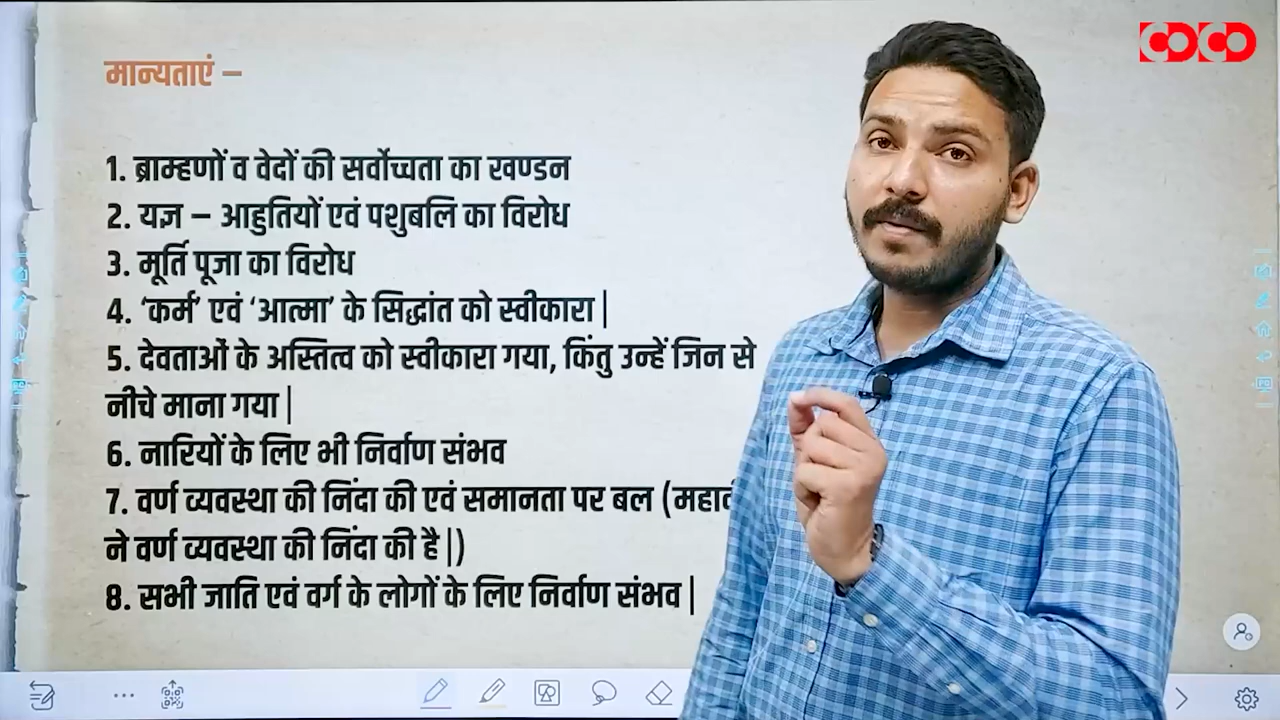 मान्यताएं –
1. ब्राम्हणों व वेदों की सर्वोच्चता का खण्डन
2. यज्ञ – आहुतियों एवं पशुबलि का विरोध
3. मूर्ति पूजा का विरोध
4. ‘कर्म’ एवं ‘आत्मा’ के सिद्धांत को स्वीकारा |
5. देवताओं के अस्तित्व को स्वीकारा गया, किंतु उन्हें जिन से
नीचे माना गया |
6. नारियों के लिए भी निर्वाण संभव
7. वर्ण व्यवस्था की निंदा की एवं समानता पर बल
ने वर्ण व्यवस्था की निंदा की है |)
8. सभी जाति एवं वर्ग के लोगों के लिए निर्वाण संभव |
COCO